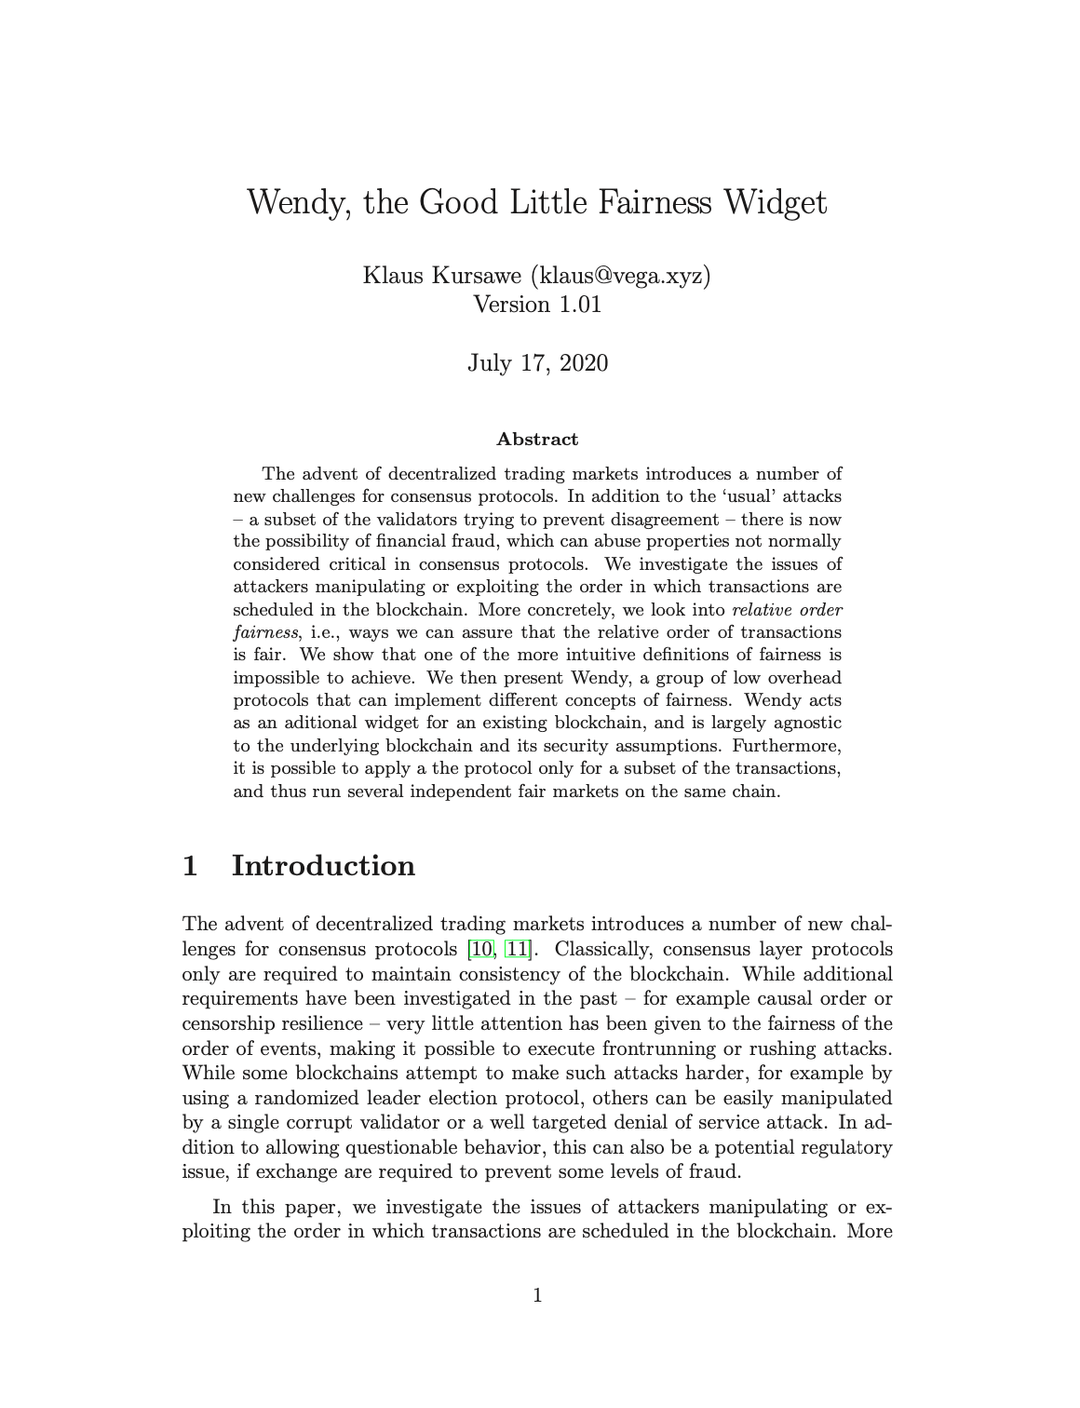 Wendy, the Good Little Fairness Widget
Klaus Kursawe (klaus@vega.xyz)
Version 1.01
July 17, 2020
Abstract
The advent of decentralized trading markets introduces a number of
new challenges for consensus protocols. In addition to the ‘usual’ attacks
– a subset of the validators trying to prevent disagreement – there is now
the possibility of financial fraud, which can abuse properties not normally
considered critical in consensus protocols. We investigate the issues of
attackers manipulating or exploiting the order in which transactions are
scheduled in the blockchain. More concretely, we look into relative order
fairness, i.e., ways we can assure that the relative order of transactions
is fair. We show that one of the more intuitive definitions of fairness is
impossible to achieve. We then present Wendy, a group of low overhead
protocols that can implement different concepts of fairness. Wendy acts
as an aditional widget for an existing blockchain, and is largely agnostic
to the underlying blockchain and its security assumptions. Furthermore,
it is possible to apply a the protocol only for a subset of the transactions,
and thus run several independent fair markets on the same chain.
1 Introduction
The advent of decentralized trading markets introduces a number of new chal-
lenges for consensus protocols [10, 11]. Classically, consensus layer protocols
only are required to maintain consistency of the blockchain. While additional
requirements have been investigated in the past – for example causal order or
censorship resilience – very little attention has been given to the fairness of the
order of events, making it possible to execute frontrunning or rushing attacks.
While some blockchains attempt to make such attacks harder, for example by
using a randomized leader election protocol, others can be easily manipulated
by a single corrupt validator or a well targeted denial of service attack. In ad-
dition to allowing questionable behavior, this can also be a potential regulatory
issue, if exchange are required to prevent some levels of fraud.
In this paper, we investigate the issues of attackers manipulating or ex-
ploiting the order in which transactions are scheduled in the blockchain. More
1